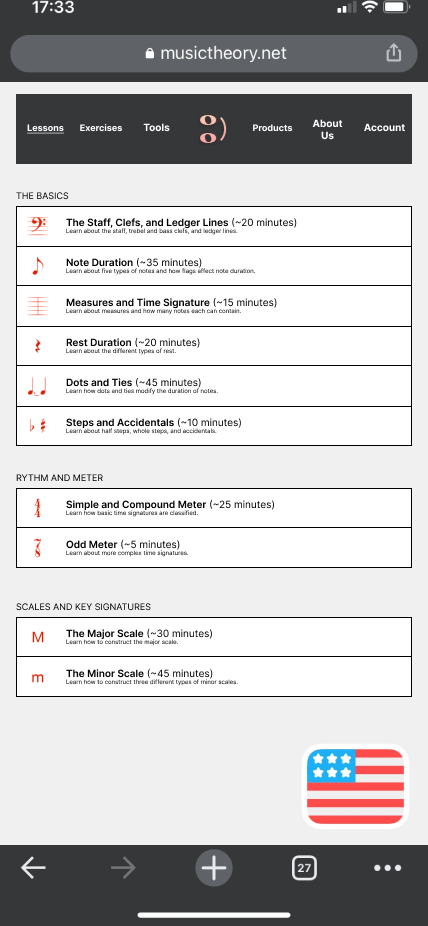 17:33
musictheory.net
Lessons Exercises Tools Products About Us Account
THE BASICS
The Staff, Clefs, and Ledger Lines (~20 minutes)
Learn about the staff, trebel and bass clefs, and ledger lines.
Note Duration (~35 minutes)
Learn about five types of notes and how flags affect note duration.
Measures and Time Signature (~15 minutes)
Learn about measures and how many notes each can contain.
Rest Duration (~20 minutes)
Learn about the different types of rest.
Dots and Ties (~45 minutes)
Learn how dots and ties modify the duration of notes.
Steps and Accidentals (~10 minutes)
Learn about half steps, whole steps, and accidentals.
RYTHM AND METER
4
4
Simple and Compound Meter (~25 minutes)
Learn how basic time signatures are classified.
7
8
Odd Meter (~5 minutes)
Learn about more complex time signatures.
SCALES AND KEY SIGNATURES
M
The Major Scale (~30 minutes)
Learn how to construct the major scale.
m
The Minor Scale (~45 minutes)
Learn how to construct three different types of minor scales.
27